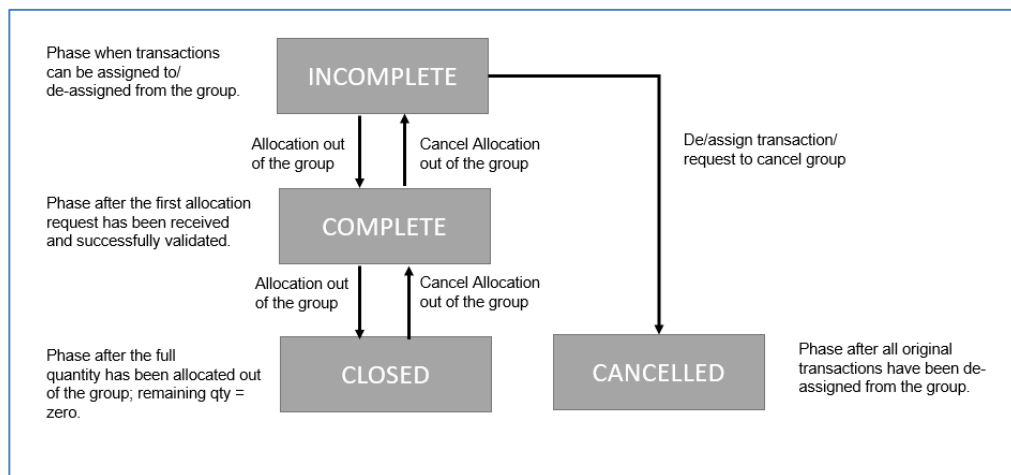 Phase when transactions
can be assigned to/
de-assigned from the group.
INCOMPLETE
Allocation out
of the group
Cancel Allocation
out of the group
De/assign transaction/
request to cancel group
Phase after the first allocation
request has been received
and successfully validated.
COMPLETE
Allocation out
of the group
Cancel Allocation
out of the group
Phase after the full
quantity has been allocated out
of the group; remaining qty =
zero.
CLOSED
CANCELLED
Phase after all original
transactions have been de-
assigned from the group.